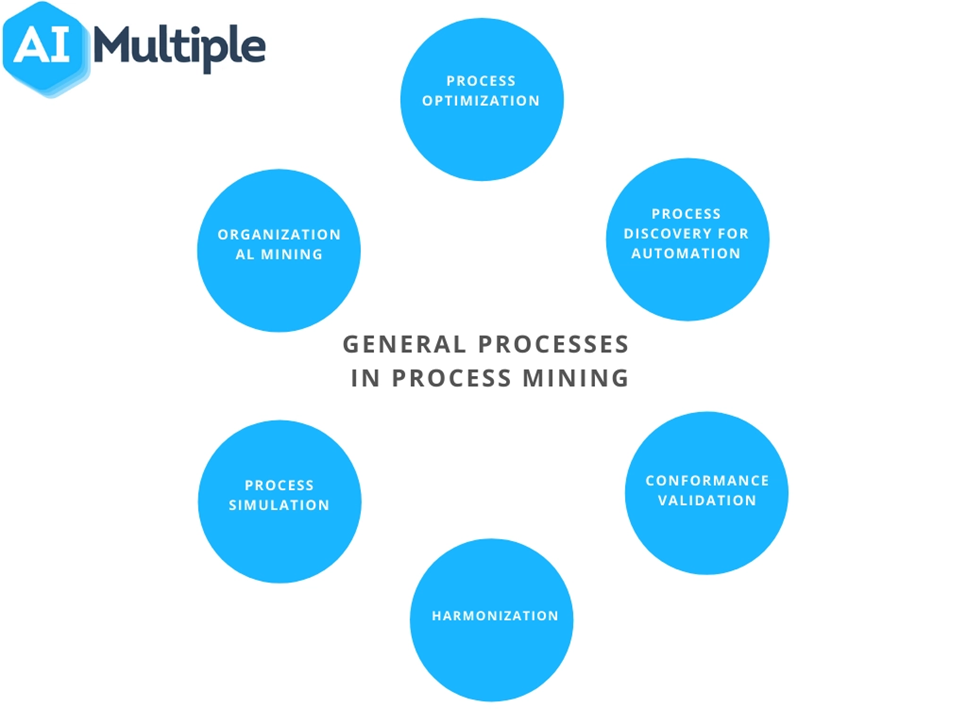 AI Multiple
PROCESS
OPTIMIZATION
PROCESS
DISCOVERY FOR
AUTOMATION
CONFORMANCE
VALIDATION
HARMONIZATION
PROCESS
SIMULATION
ORGANIZATION
AL MINING
GENERAL PROCESSES
IN PROCESS MINING